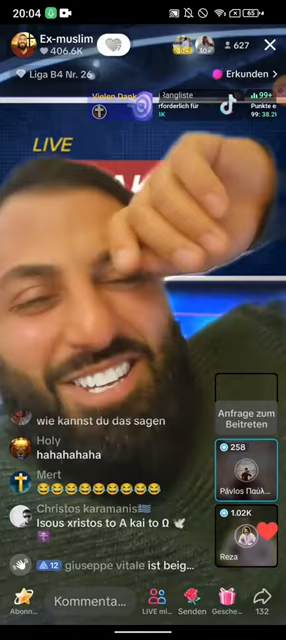 20:04
65
Ex-muslim
406.6K
627
Liga B4 Nr. 26
Erkunden
Vielen Dank
Rangliste
99+
erforderlich für
Punkte e
99: 38.2
LIVE
wie kannst du das sagen
Anfrage zum
Beitreten
Holy
hahahahaha
258
Mert
Pávlos Παύλ...
Christos karamanis
Isous xristos to A kai to Ω
1.02K
Reza
12 giuseppe vitale ist beig...
Abonn...
Kommenta...
LIVE mi...
Senden
Gesche...
132